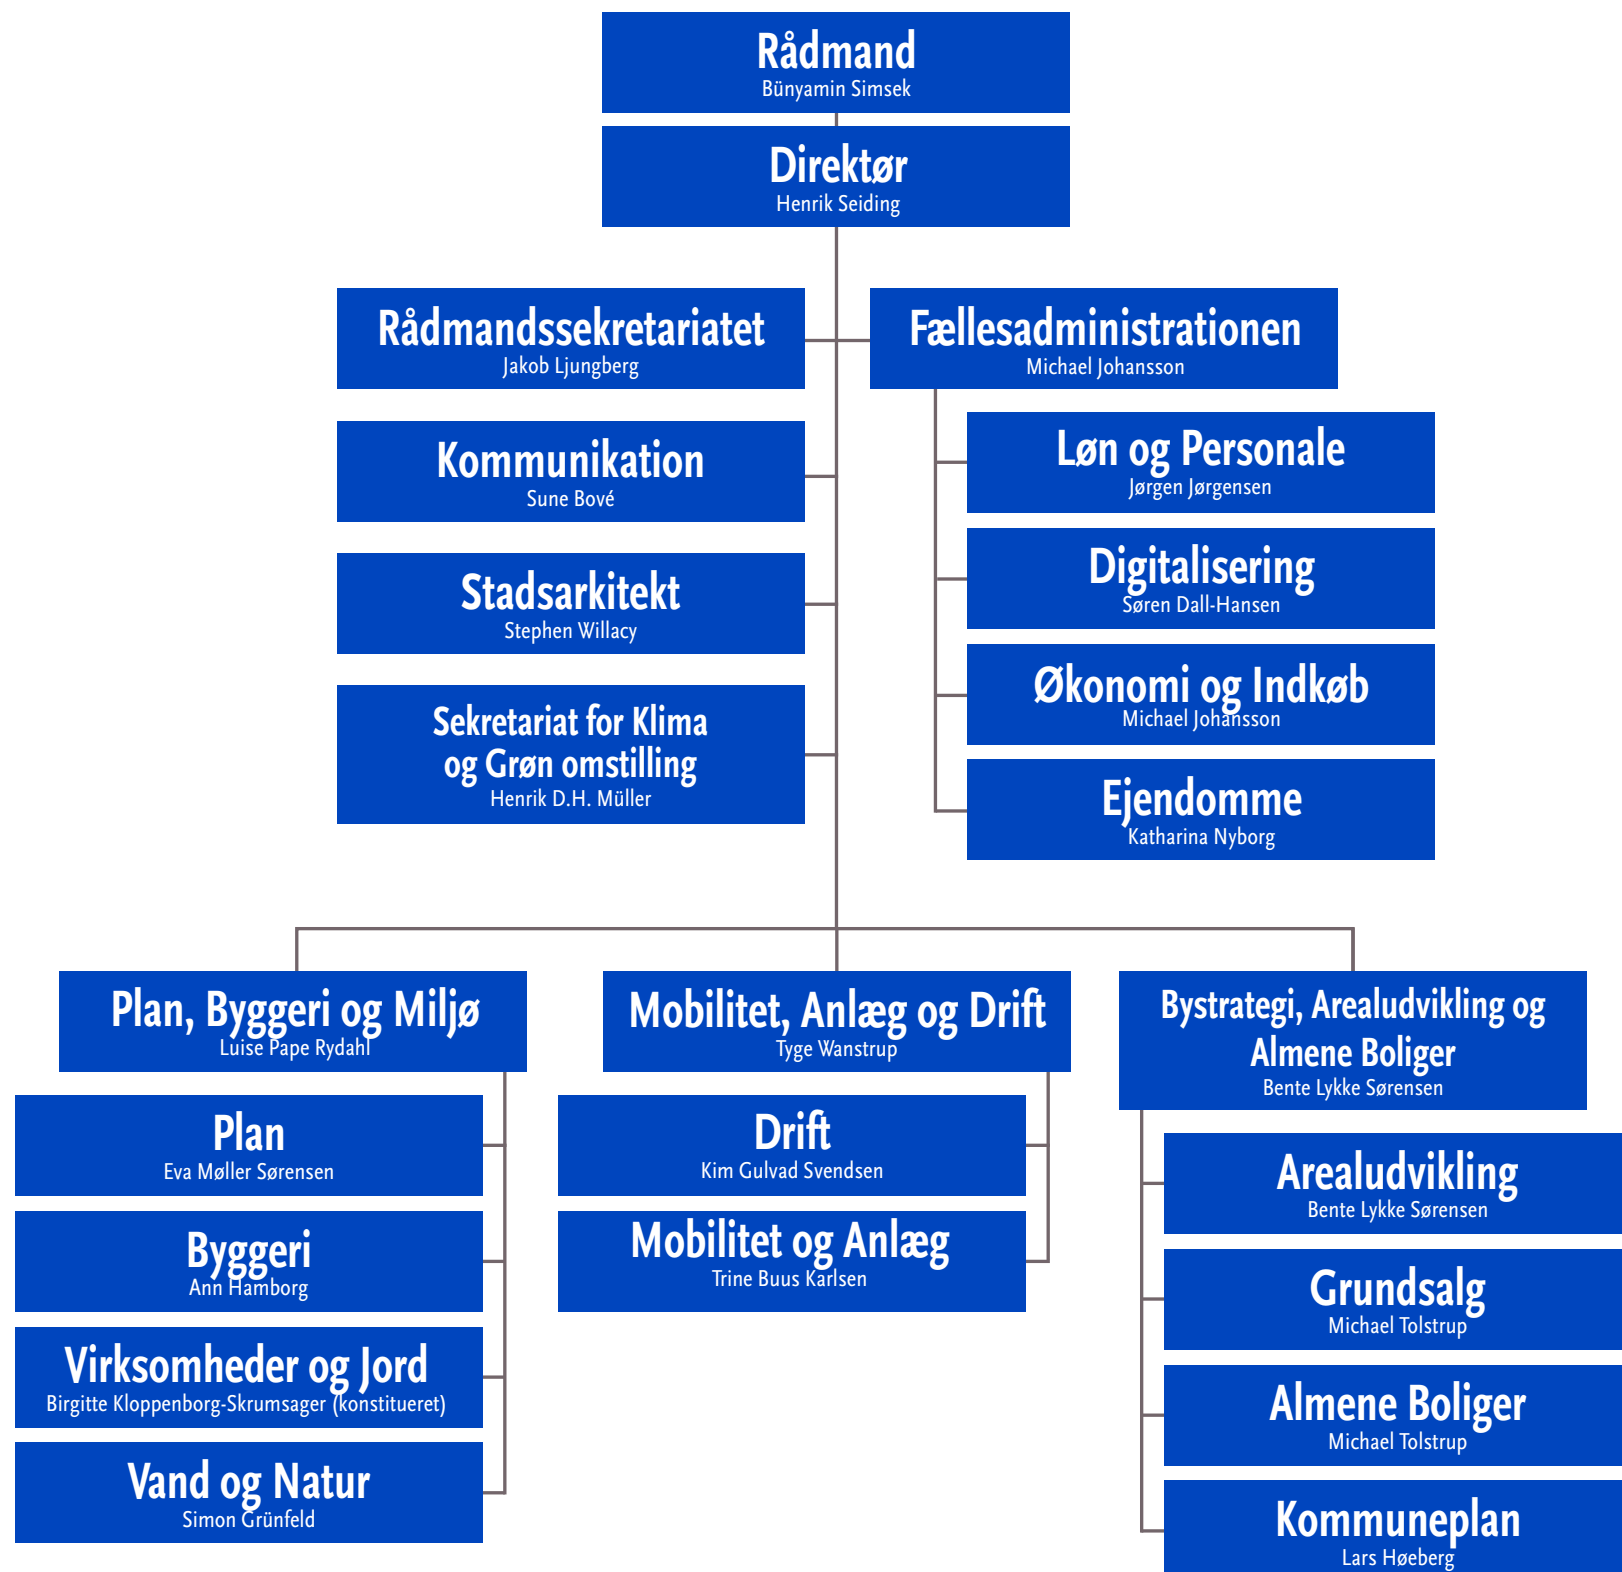 Rådmand
Bünyamin Simsek
Direktør
Henrik Seiding
Rådmandssekretariatet
Jakob Ljungberg
Fællesadministrationen
Michael Johansson
Kommunikation
Sune Bové
Stadsarkitekt
Stephen Willacy
Sekretariat for Klima
og Grøn omstilling
Henrik D.H. Müller
Løn og Personale
Jørgen Jørgensen
Digitalisering
Søren Dall-Hansen
Økonomi og Indkøb
Michael Johansson
Ejendomme
Katharina Nyborg
Plan, Byggeri og Miljø
Luise Pape Rydahl
Plan
Eva Møller Sørensen
Byggeri
Ann Hamborg
Virksomheder og Jord
Birgitte Kloppenborg-Skrumsager (konstitueret)
Vand og Natur
Simon Grünfeld
Mobilitet, Anlæg og Drift
Tyge Wanstrup
Drift
Kim Gulvad Svendsen
Mobilitet og Anlæg
Trine Buus Karlsen
Bystrategi, Arealudvikling og
Almene Boliger
Bente Lykke Sørensen
Arealudvikling
Bente Lykke Sørensen
Grundsalg
Michael Tolstrup
Almene Boliger
Michael Tolstrup
Kommuneplan
Lars Høeberg